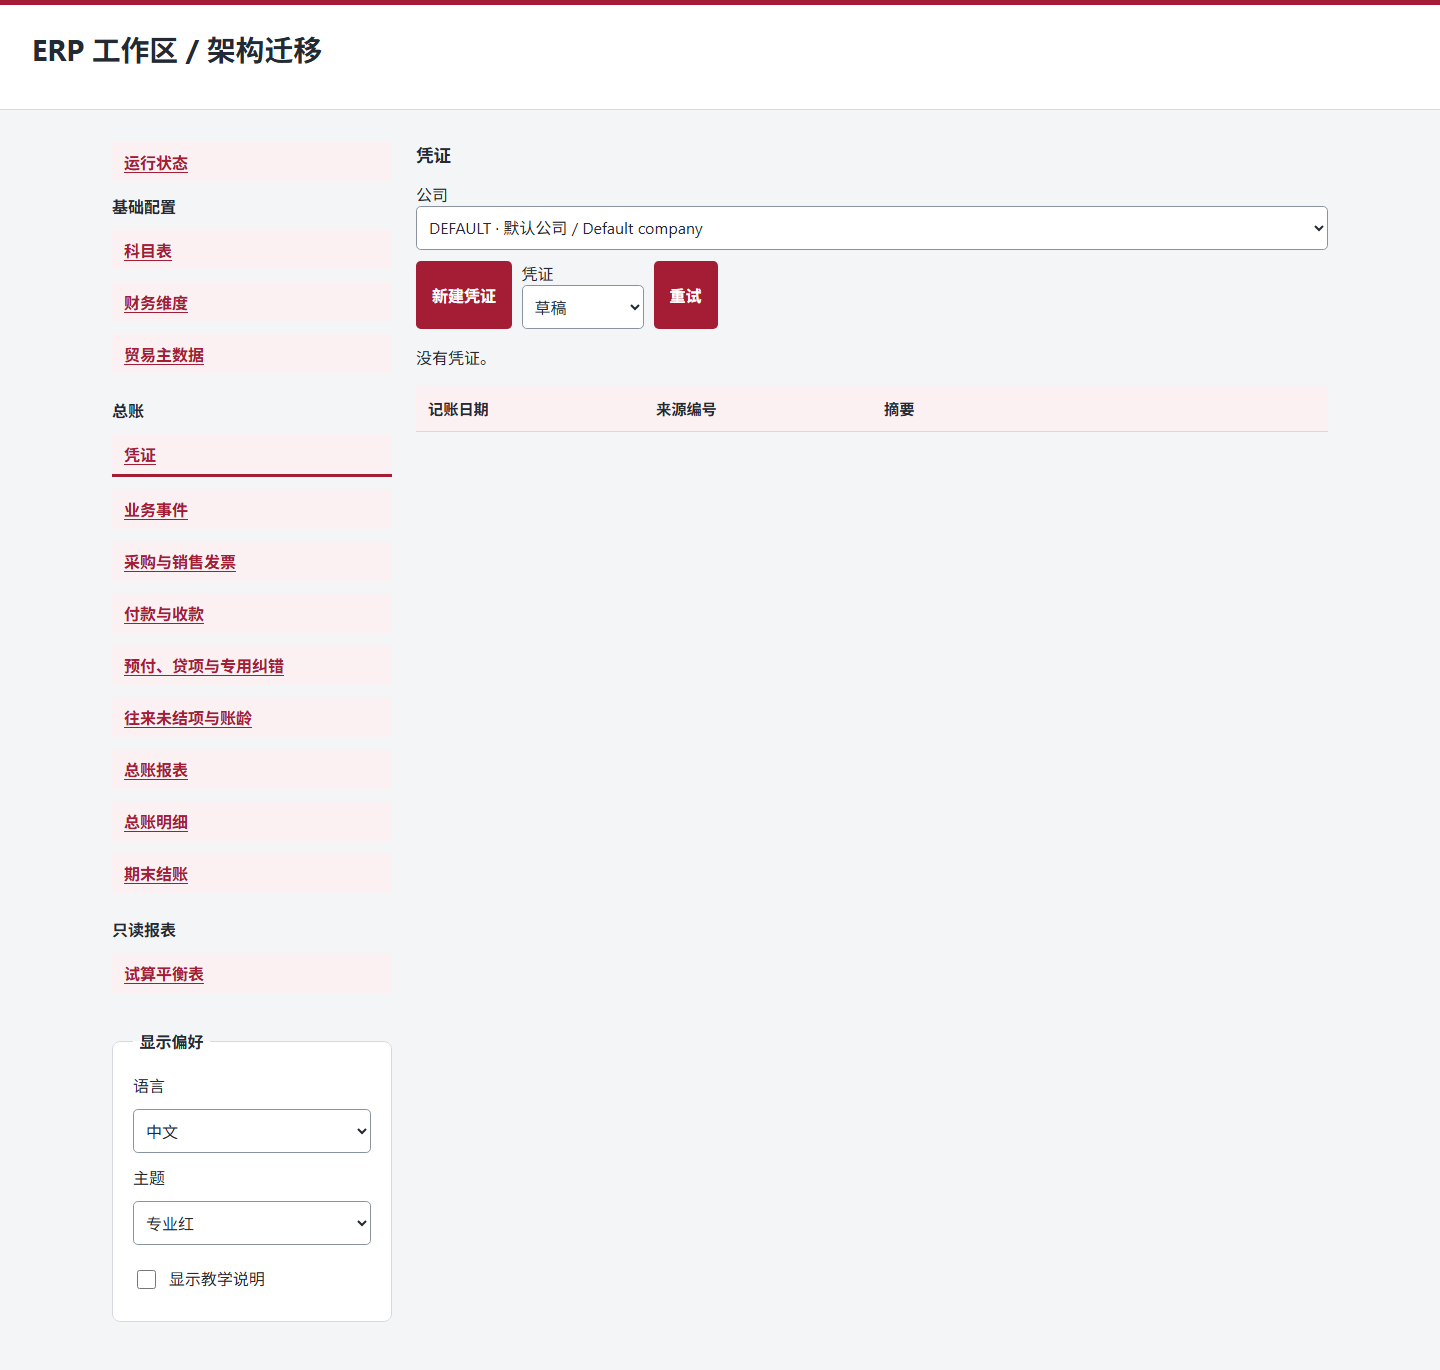 ERP 工作区 / 架构迁移
运行状态
基础配置
科目表
财务维度
贸易主数据
总账
凭证
业务事件
采购与销售发票
付款与收款
预付、贷项与专用纠错
往来未结项与账龄
总账报表
总账明细
期末结账
只读报表
试算平衡表
显示偏好
语言
中文
主题
专业红
显示教学说明
凭证
公司
DEFAULT · 默认公司 / Default company
新建凭证
凭证
草稿
重试
没有凭证。
记账日期 来源编号 摘要